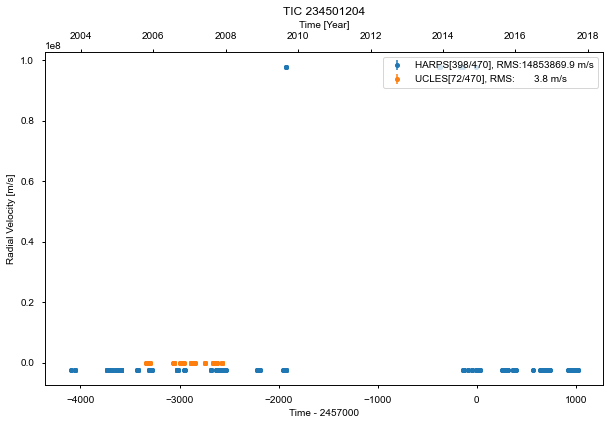 TIC 234501204
Time [Year]
2004 2006 2008 2010 2012 2014 2016 2018
1e8
HARPS[398/470], RMS:14853869.9 m/s
UCLES[72/470], RMS: 3.8 m/s
Radial Velocity [m/s]
1.0
0.8
0.6
0.4
0.2
0.0
−4000 −3000 −2000 −1000 0 1000
Time - 2457000